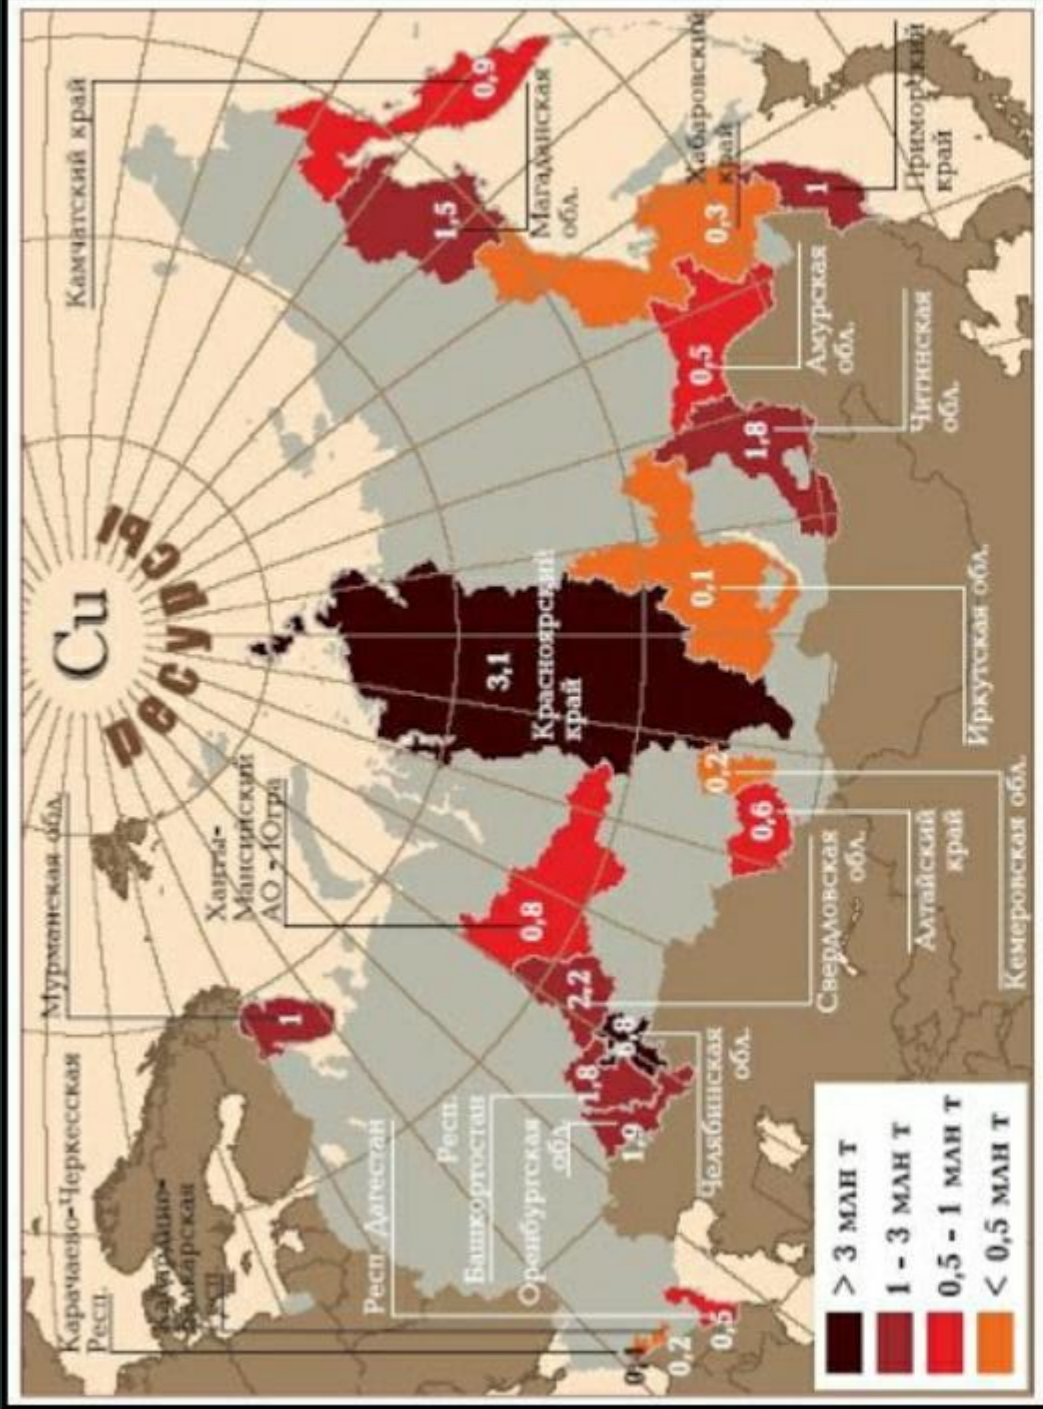 Cu
ресурсы
Мурманская обл.
Ханты-
Мансийский
АО - Югра
Камчатский край
Карачаево-Черкесская
Респ.
Кабардино-
Балкарская
Респ.
Респ. Дагестан
Респ.
Башкортостан
Оренбургская
обл.
Челябинская
обл.
Свердловская
обл.
Алтайский
край
Кемеровская обл.
Иркутская обл.
Красноярский
край
Читинская
обл.
Амурская
обл.
Хабаровский
край
Приморский
край
Магаданская
обл.
0,9
1,5
0,3
1
0,5
1,8
0,1
3,1
0,2
0,6
0,8
2,2
1
1,8
1,9
0,5
0,2
> 3 млн т
1 - 3 млн т
0,5 - 1 млн т
< 0,5 млн т